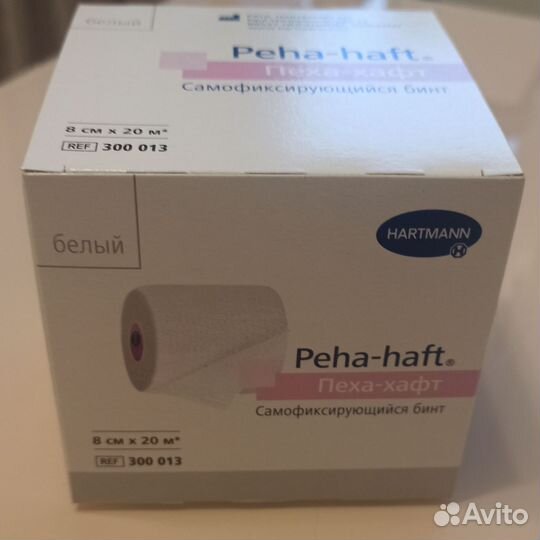 белый
Peha-haft®
Пеха-хафт
Самофиксирующийся бинт
8 см x 20 м*
REF 300 013
белый
HARTMANN
Peha-haft®
Пеха-хафт
Самофиксирующийся бинт
8 см x 20 м*
REF 300 013
Avito